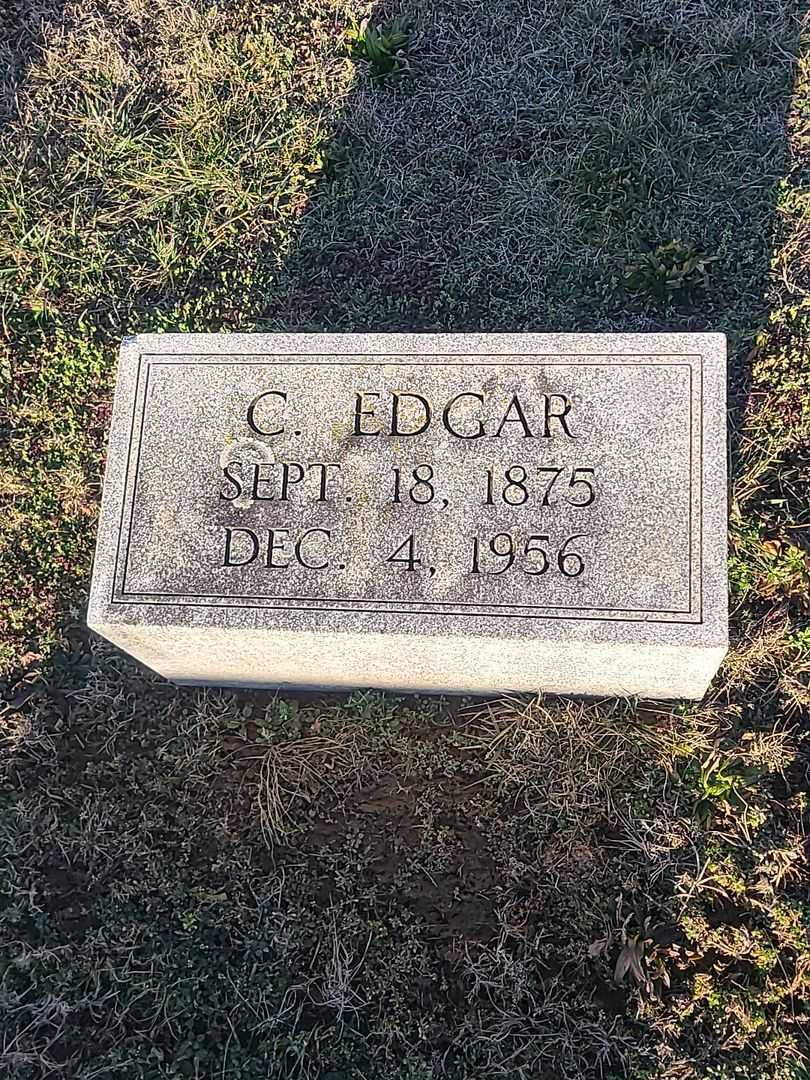 C. EDGAR
SEPT. 18, 1875
DEC. 4, 1956